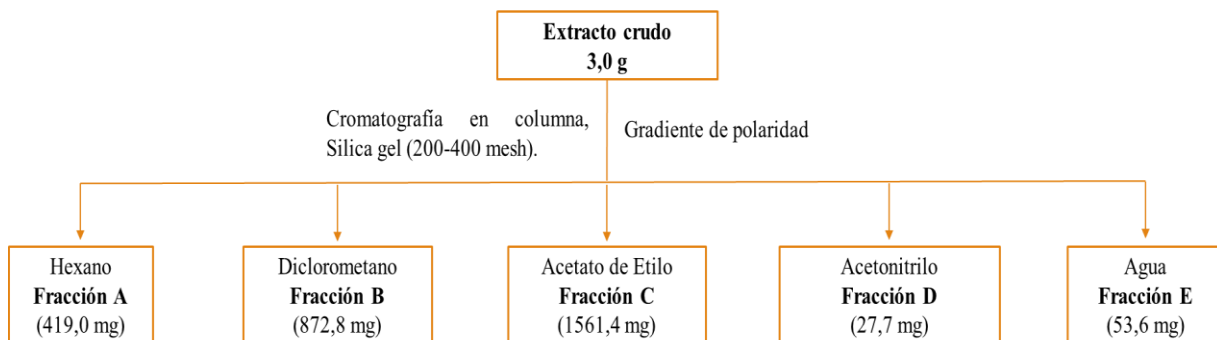 Extracto crudo
3,0 g
Cromatografía en columna,
Silica gel (200-400 mesh).
Gradiente de polaridad
Hexano
Fracción A
(419,0 mg)
Diclorometano
Fracción B
(872,8 mg)
Acetato de Etilo
Fracción C
(1561,4 mg)
Acetonitrilo
Fracción D
(27,7 mg)
Agua
Fracción E
(53,6 mg)